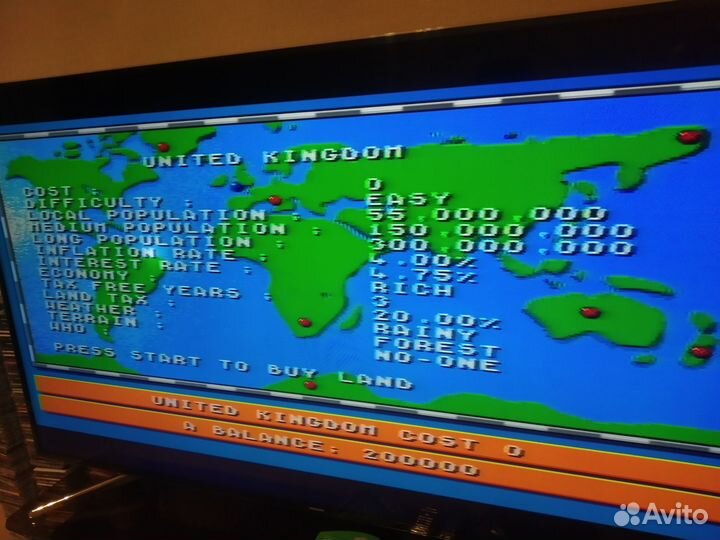 UNITED KINGDOM
COST : 0
DIFFICULTY : EASY
LOCAL POPULATION : 55,000,000
MEDIUM POPULATION : 150,000,000
LONG POPULATION : 300,000,000
INFLATION RATE : 4.00%
INTEREST RATE : 4.75%
ECONOMY : RICH
TAX FREE YEARS : 3
LAND TAX : 20.00%
WEATHER : RAINY
TERRAIN : FOREST
WHO : NO-ONE
PRESS START TO BUY LAND
UNITED KINGDOM COST 0
A BALANCE: 200000
Avito